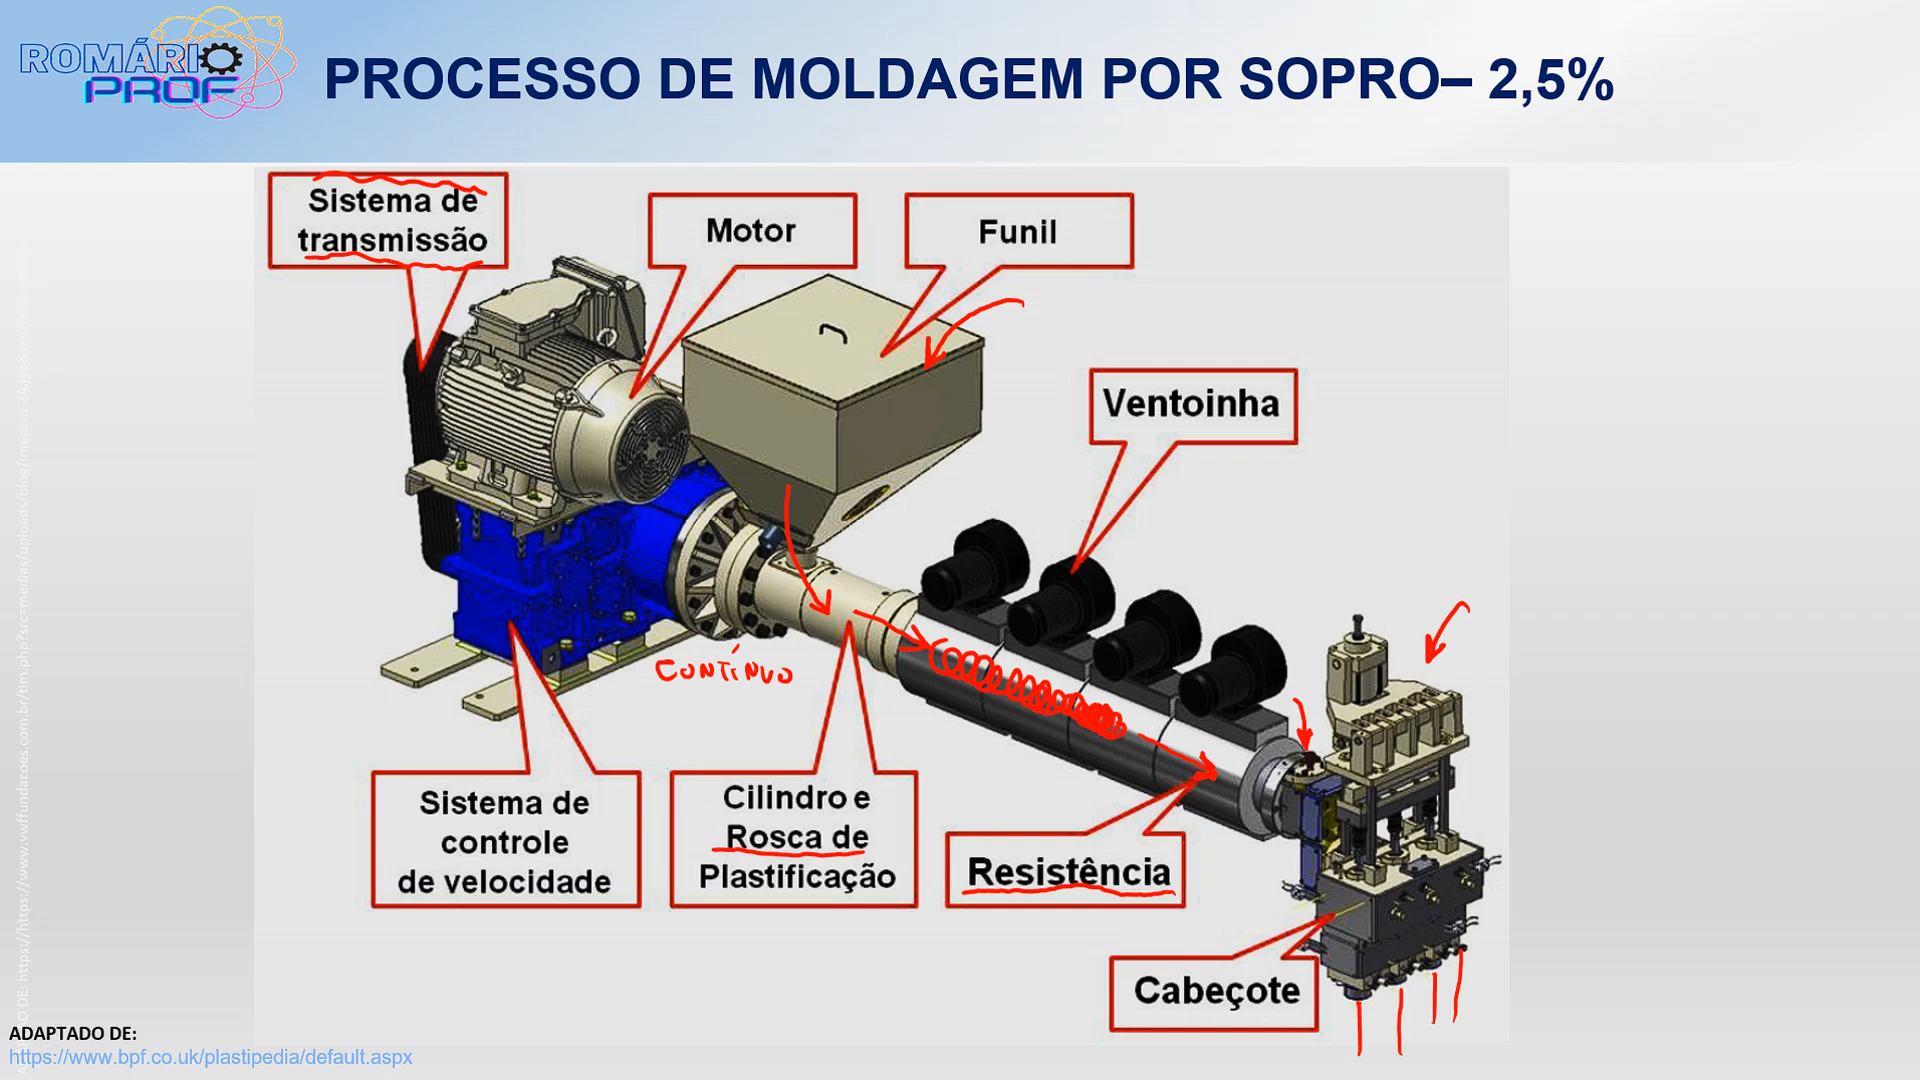 ROMÁRIO
PROF
PROCESSO DE MOLDAGEM POR SOPRO– 2,5%
Sistema de
transmissão
Motor
Funil
Ventoinha
CONTÍNUO
Sistema de
controle
de velocidade
Cilindro e
Rosca de
Plastificação
Resistência
Cabeçote
ADAPTADO DE:
https://www.bpf.co.uk/plastipedia/default.aspx